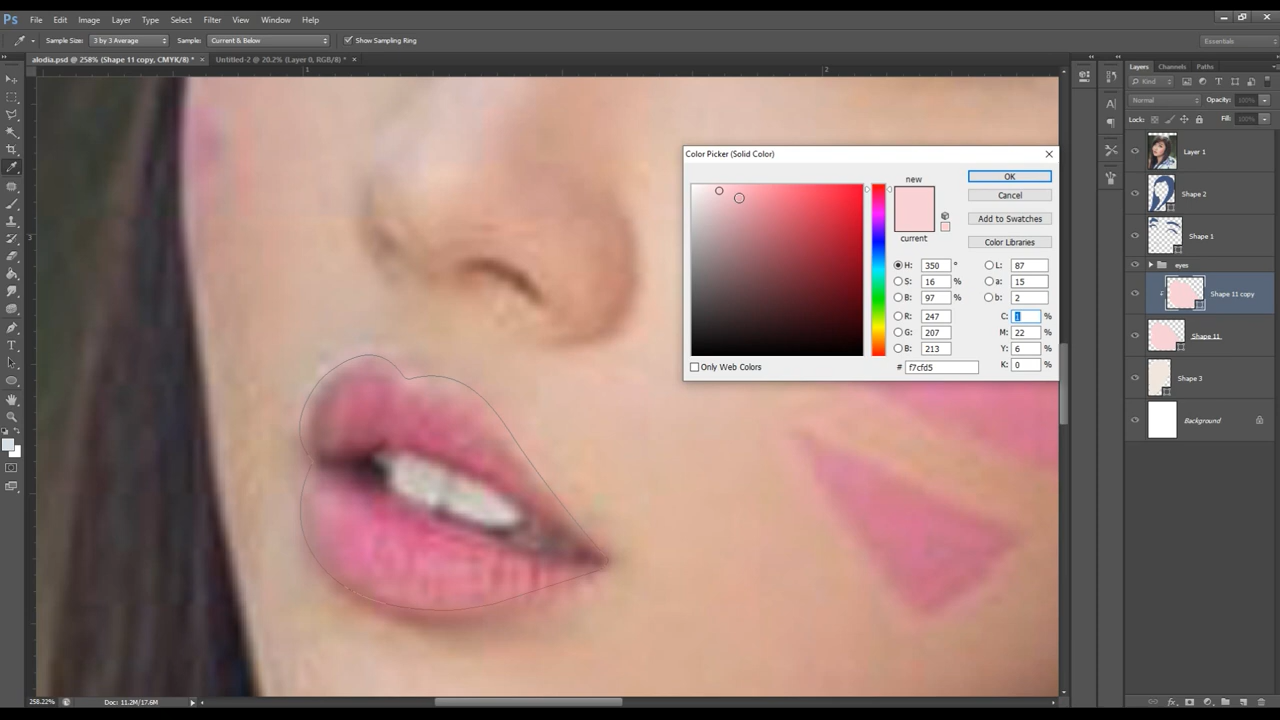 Ps File Edit Image Layer Type Select Filter View Window Help
Sample Size: 3 by 3 Average Sample: Current & Below Show Sampling Ring Essentials
alodia.psd @ 258% (Shape 11 copy, CMYK/8) * × Untitled-2 @ 20.2% (Layer 0, RGB/8) * ×
1 2
3
Layers Channels Paths
Kind
Normal Opacity: 100%
Lock: Fill: 100%
Layer 1
Shape 2
Shape 1
eyes
Shape 11 copy
Shape 11
Shape 3
Background
Color Picker (Solid Color)
new
current
OK
Cancel
Add to Swatches
Color Libraries
H: 350 ° L: 87
S: 16 % a: 15
B: 97 % b: 2
R: 247 C: 1 %
G: 207 M: 22 %
B: 213 Y: 6 %
# f7cfd5 K: 0 %
Only Web Colors
258.22% Doc: 11.2M/17.6M